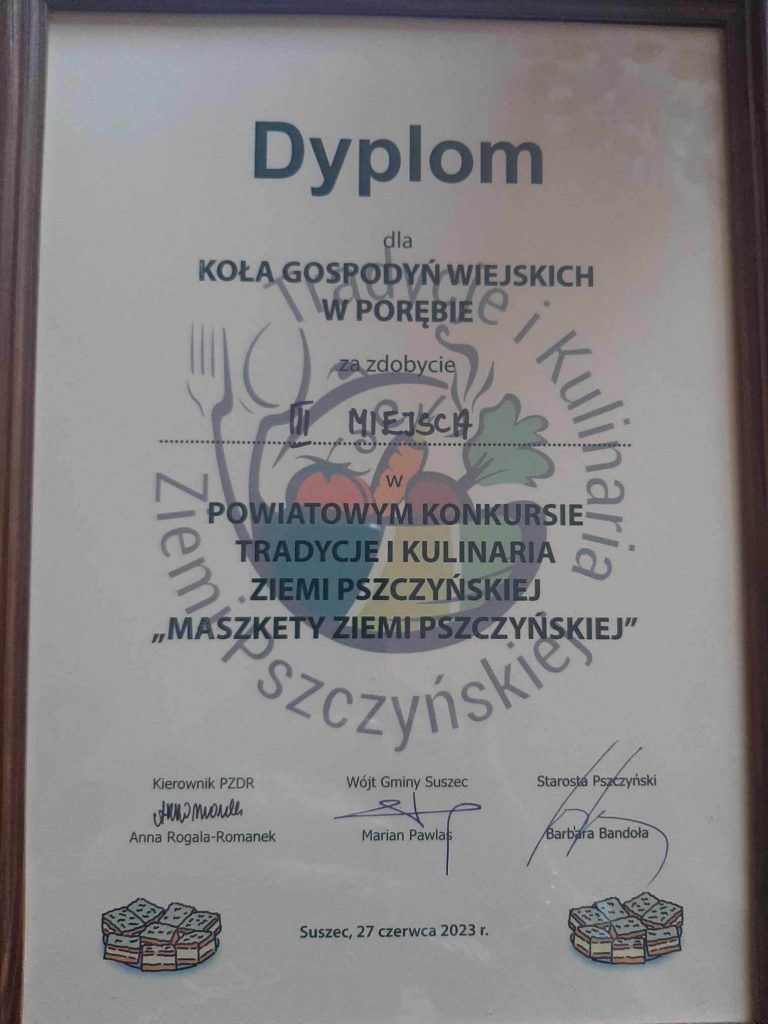 Dyplom
dla
KOŁA GOSPODYŃ WIEJSKICH
W PORĘBIE
za zdobycie
III MIEJSCA
w
POWIATOWYM KONKURSIE
TRADYCJE I KULINARIA
ZIEMI PSZCZYŃSKIEJ
„MASZKETY ZIEMI PSZCZYŃSKIEJ”
Tradycje i Kulinaria
Ziemi Pszczyńskiej
Kierownik PZDR
Anna Rogala-Romanek
Wójt Gminy Suszec
Marian Pawlas
Starosta Pszczyński
Barbara Bandoła
Suszec, 27 czerwca 2023 r.